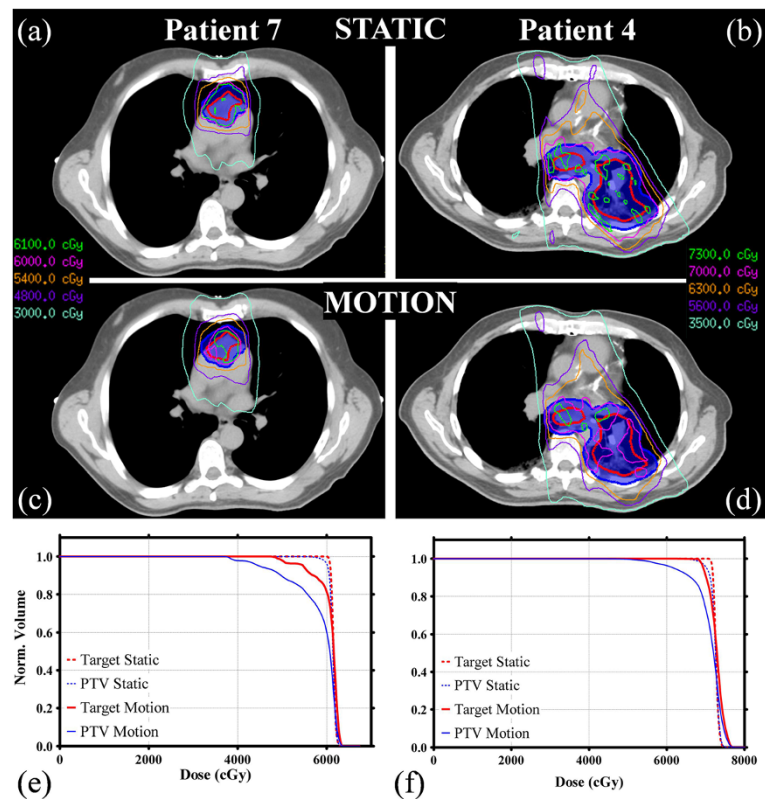 (a) Patient 7 STATIC Patient 4 (b)
6100.0 cGy
6000.0 cGy
5400.0 cGy
4800.0 cGy
3000.0 cGy
7300.0 cGy
7000.0 cGy
6300.0 cGy
5600.0 cGy
3500.0 cGy
MOTION
(c)
(d)
Norm. Volume
1.0
0.8
0.6
0.4
0.2
0.0
Target Static
PTV Static
Target Motion
PTV Motion
0 2000 4000 6000
Dose (cGy)
(e)
1.0
0.8
0.6
0.4
0.2
0.0
Target Static
PTV Static
Target Motion
PTV Motion
0 2000 4000 6000 8000
Dose (cGy)
(f)